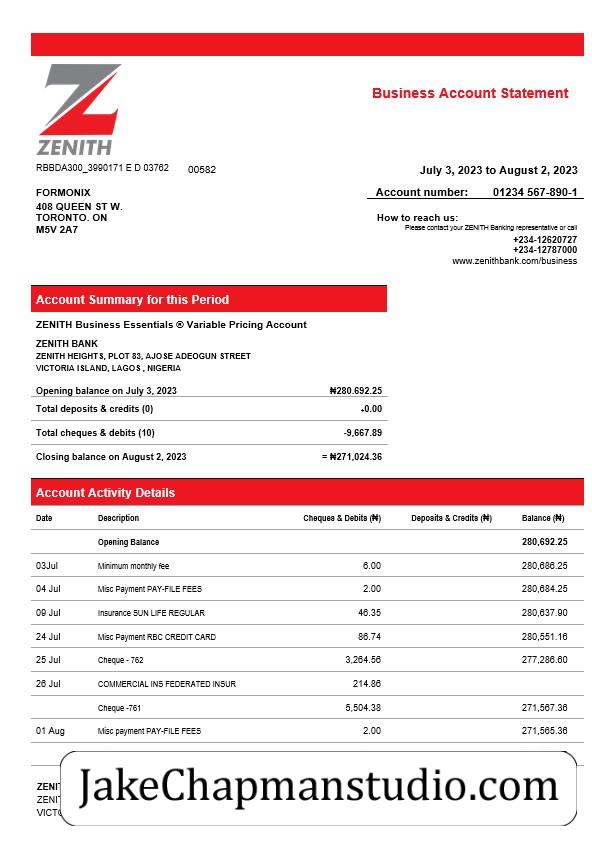 ZENITH
Business Account Statement
RBBDA300_3990171 E D 03762 00582
July 3, 2023 to August 2, 2023
FORMONIX
Account number: 01234 567-890-1
408 QUEEN ST W.
TORONTO. ON
M5V 2A7
How to reach us:
Please contact your ZENITH Banking representative or call
+234-12620727
+234-12787000
www.zenithbank.com/business
Account Summary for this Period
ZENITH Business Essentials ® Variable Pricing Account
ZENITH BANK
ZENITH HEIGHTS, PLOT 83, AJOSE ADEOGUN STREET
VICTORIA ISLAND, LAGOS , NIGERIA
Opening balance on July 3, 2023 ₦280.692.25
Total deposits & credits (0) +0.00
Total cheques & debits (10) -9,667.89
Closing balance on August 2, 2023 = ₦271,024.36
Account Activity Details
Date Description Cheques & Debits (₦) Deposits & Credits (₦) Balance (₦)
Opening Balance 280,692.25
03Jul Minimum monthly fee 6.00 280,686.25
04 Jul Misc Payment PAY-FILE FEES 2.00 280,684.25
09 Jul Insurance SUN LIFE REGULAR 46.35 280,637.90
24 Jul Misc Payment RBC CREDIT CARD 86.74 280,551.16
25 Jul Cheque - 762 3,264.56 277,286.60
26 Jul COMMERCIAL INS FEDERATED INSUR 214.86
Cheque -761 5,504.38 271,567.36
01 Aug Misc payment PAY-FILE FEES 2.00 271,565.36
JakeChapmanstudio.com